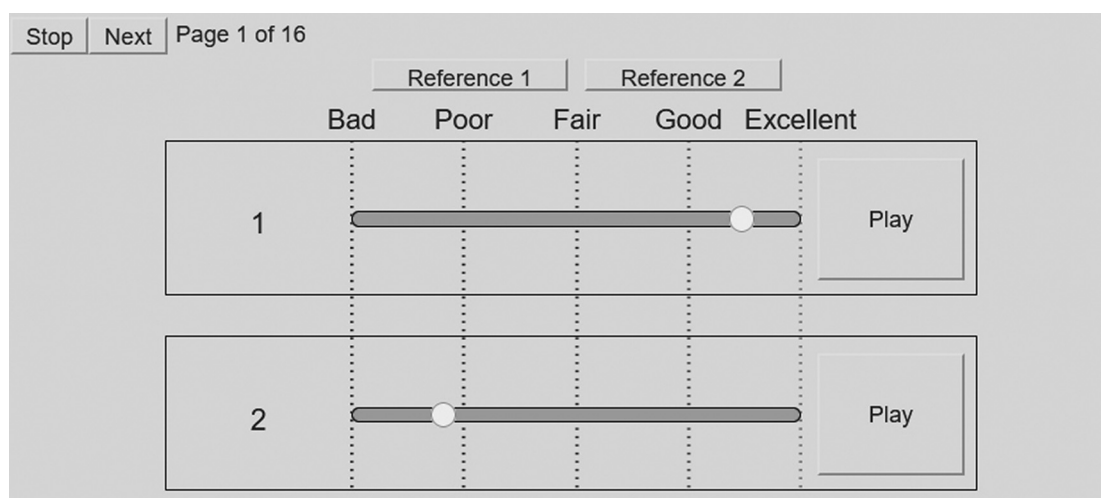 Stop Next Page 1 of 16
Reference 1 Reference 2
Bad Poor Fair Good Excellent
1 Play
2 Play